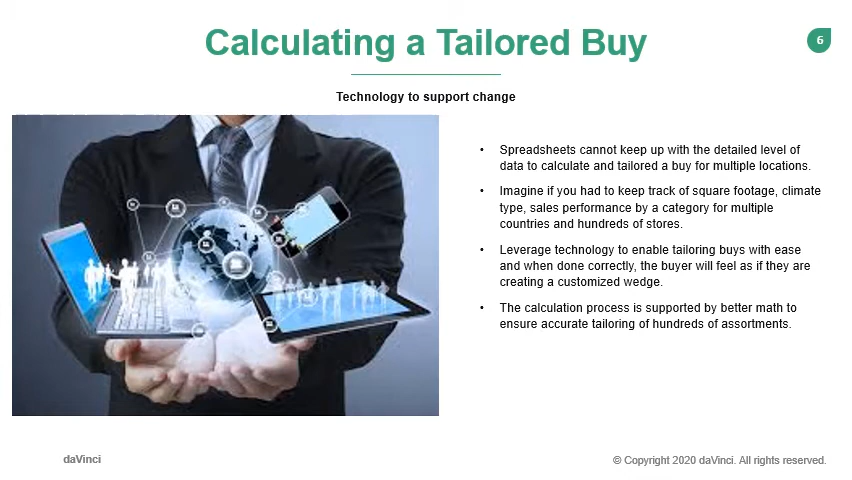 Calculating a Tailored Buy
6
Technology to support change
• Spreadsheets cannot keep up with the detailed level of
data to calculate and tailored a buy for multiple locations.
• Imagine if you had to keep track of square footage, climate
type, sales performance by a category for multiple
countries and hundreds of stores.
• Leverage technology to enable tailoring buys with ease
and when done correctly, the buyer will feel as if they are
creating a customized wedge.
• The calculation process is supported by better math to
ensure accurate tailoring of hundreds of assortments.
daVinci
© Copyright 2020 daVinci. All rights reserved.